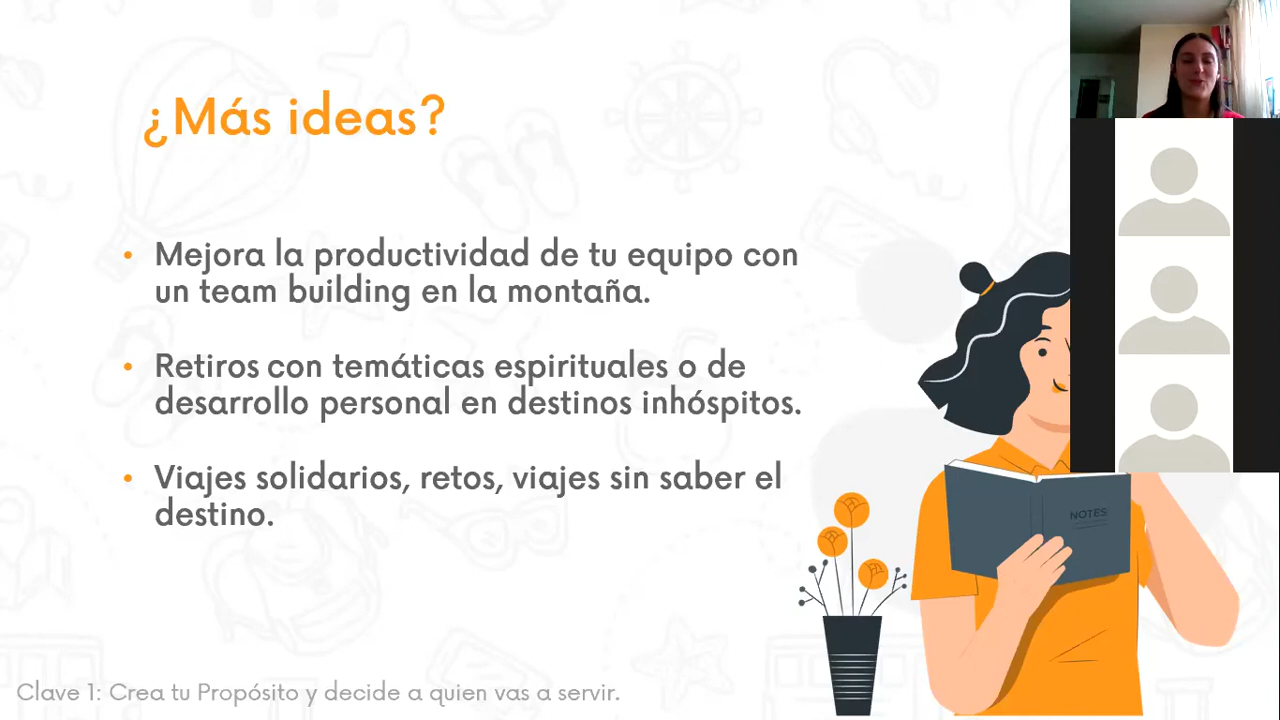 ¿Más ideas?
• Mejora la productividad de tu equipo con
un team building en la montaña.
• Retiros con temáticas espirituales o de
desarrollo personal en destinos inhóspitos.
• Viajes solidarios, retos, viajes sin saber el
destino.
NOTES
Clave 1: Crea tu Propósito y decide a quien vas a servir.